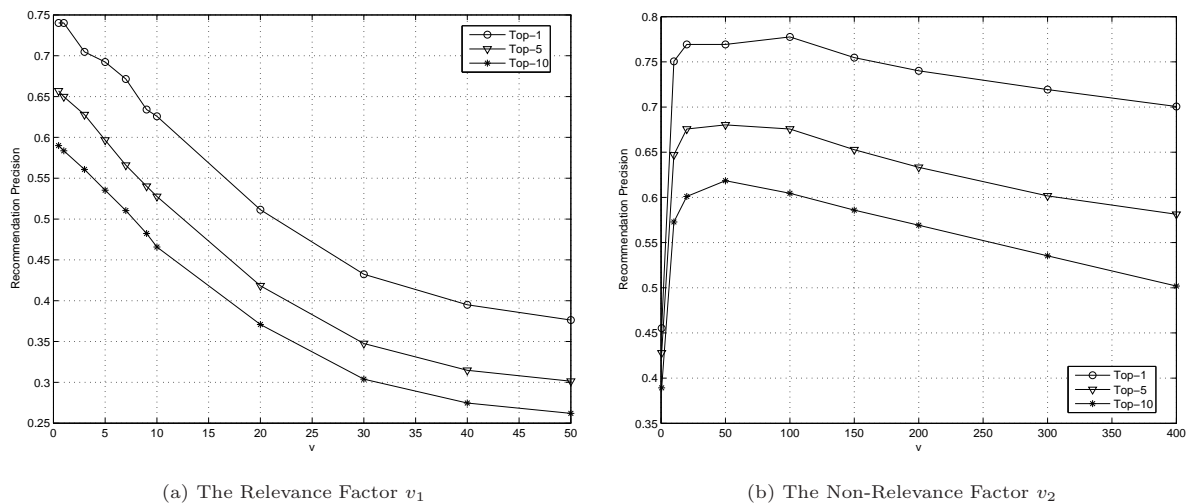 0.75
0.7
0.65
0.6
0.55
0.5
0.45
0.4
0.35
0.3
0.25
Recommendation Precision
0 5 10 15 20 25 30 35 40 45 50
v
Top−1
Top−5
Top−10
(a) The Relevance Factor v1
0.8
0.75
0.7
0.65
0.6
0.55
0.5
0.45
0.4
0.35
Recommendation Precision
0 50 100 150 200 250 300 350 400
v
Top−1
Top−5
Top−10
(b) The Non-Relevance Factor v2